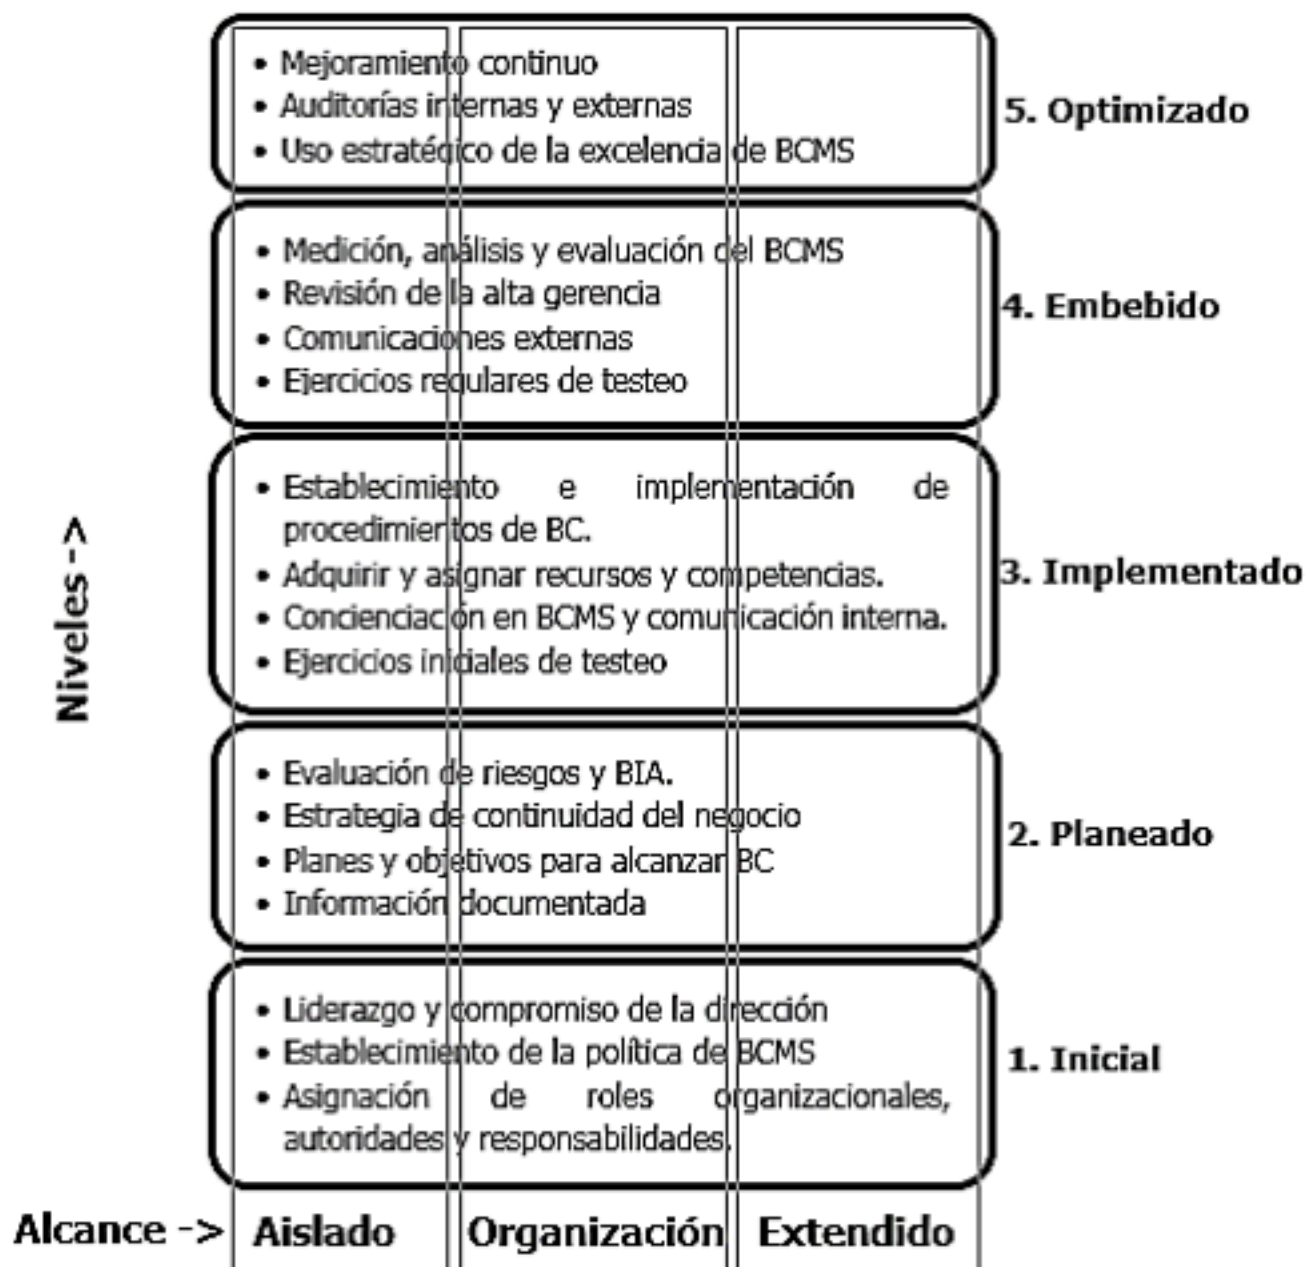 • Mejoramiento continuo
• Auditorías internas y externas
• Uso estratégico de la excelencia de BCMS
5. Optimizado
• Medición, análisis y evaluación del BCMS
• Revisión de la alta gerencia
• Comunicaciones externas
• Ejercicios regulares de testeo
4. Embebido
• Establecimiento e implementación de
procedimientos de BC.
• Adquirir y asignar recursos y competencias.
• Concienciación en BCMS y comunicación interna.
• Ejercicios iniciales de testeo
3. Implementado
Niveles ->
• Evaluación de riesgos y BIA.
• Estrategia de continuidad del negocio
• Planes y objetivos para alcanzar BC
• Información documentada
2. Planeado
• Liderazgo y compromiso de la dirección
• Establecimiento de la política de BCMS
• Asignación de roles organizacionales,
autoridades y responsabilidades.
1. Inicial
Alcance -> Aislado Organización Extendido